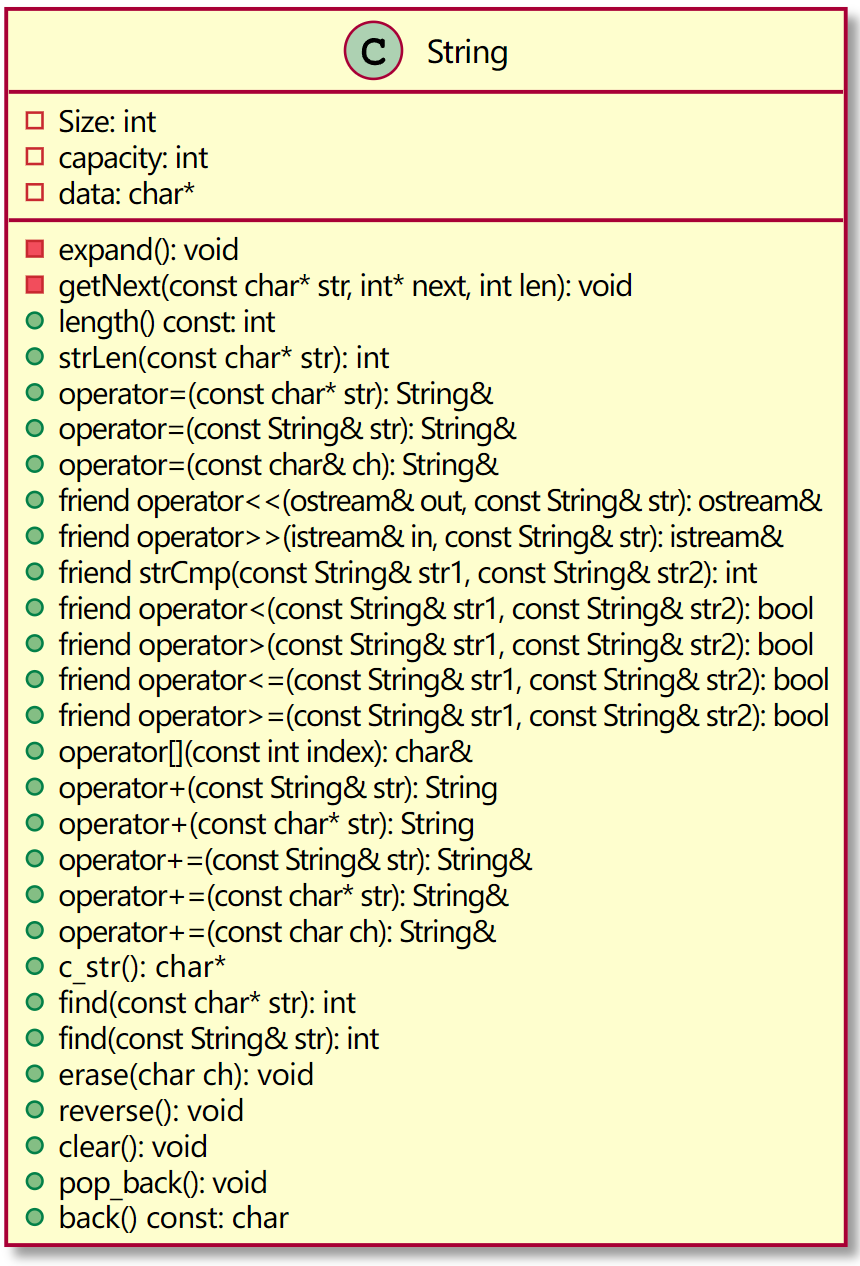 C String
Size: int
capacity: int
data: char*
expand(): void
getNext(const char* str, int* next, int len): void
length() const: int
strLen(const char* str): int
operator=(const char* str): String&
operator=(const String& str): String&
operator=(const char& ch): String&
friend operator<<(ostream& out, const String& str): ostream&
friend operator>>(istream& in, const String& str): istream&
friend strCmp(const String& str1, const String& str2): int
friend operator<(const String& str1, const String& str2): bool
friend operator>(const String& str1, const String& str2): bool
friend operator<=(const String& str1, const String& str2): bool
friend operator>=(const String& str1, const String& str2): bool
operator[](const int index): char&
operator+(const String& str): String
operator+(const char* str): String
operator+=(const String& str): String&
operator+=(const char* str): String&
operator+=(const char ch): String&
c_str(): char*
find(const char* str): int
find(const String& str): int
erase(char ch): void
reverse(): void
clear(): void
pop_back(): void
back() const: char